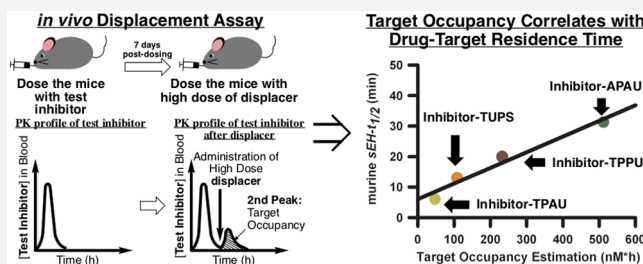 in vivo Displacement Assay
7 days
post-dosing
Dose the mice
with test
inhibitor
Dose the mice with
high dose of displacer
PK profile of test inhibitor
PK profile of test inhibitor
after displacer
[Test Inhibitor] in Blood
Time (h)
[Test Inhibitor] in Blood
Administration of
High Dose
displacer
2nd Peak:
Target
Occupancy
Time (h)
Target Occupancy Correlates with
Drug-Target Residence Time
murine sEH-t1/2 (min)
50
40
30
20
10
0
Inhibitor-APAU
Inhibitor-TUPS
Inhibitor-TPPU
Inhibitor-TPAU
0 100 200 300 400 500 600
Target Occupancy Estimation (nM*h)